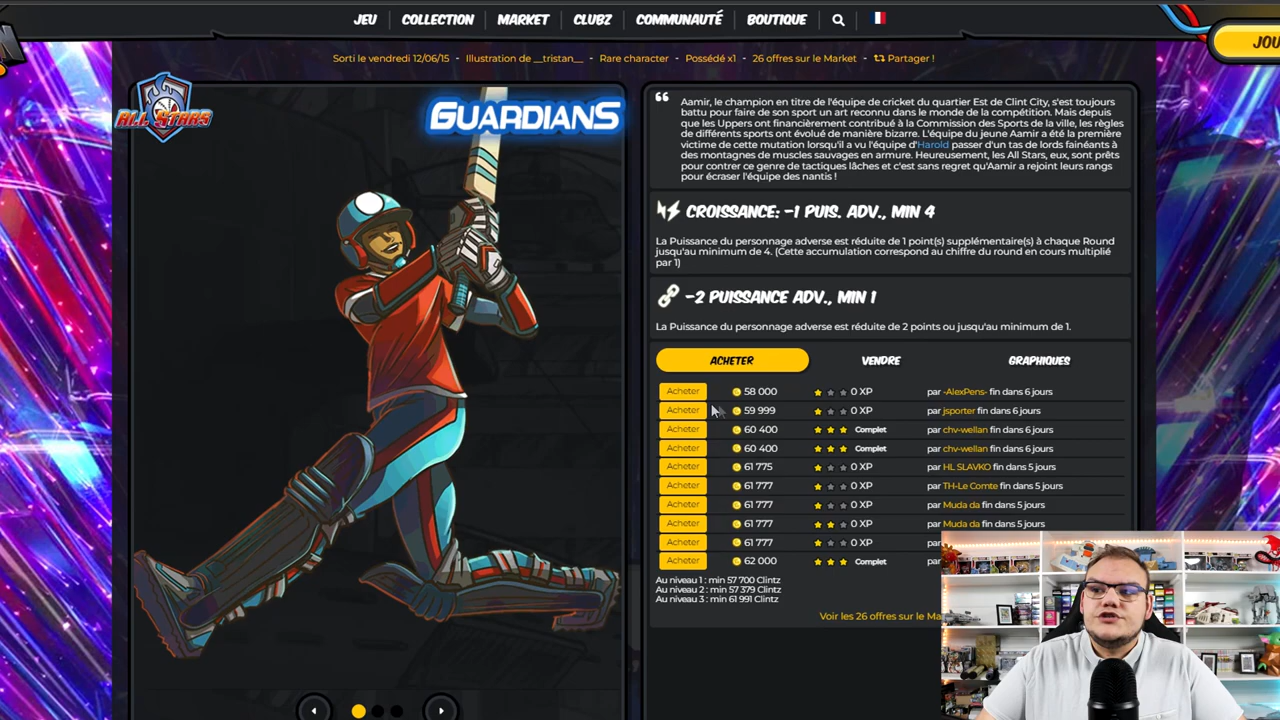 JEU
COLLECTION
MARKET
CLUBZ
COMMUNAUTÉ
BOUTIQUE
JOU
Sorti le vendredi 12/06/15 - Illustration de __tristan__ - Rare character - Possédé x1 - 26 offres sur le Market - Partager !
ALL STARS
GUARDIANS
Aamir, le champion en titre de l'équipe de cricket du quartier Est de Clint City, s'est toujours
battu pour faire de son sport un art reconnu dans le monde de la compétition. Mais depuis
que les Uppers ont financièrement contribué à la Commission des Sports de la ville, les règles
de différents sports ont évolué de manière bizarre. L'équipe du jeune Aamir a été la première
victime de cette mutation lorsqu'il a vu l'équipe d'Harold passer d'un tas de lords fainéants à
des montagnes de muscles sauvages en armure. Heureusement, les All Stars, eux, sont prêts
pour contrer ce genre de tactiques lâches et c'est sans regret qu'Aamir a rejoint leurs rangs
pour écraser l'équipe des nantis !
CROISSANCE: -1 PUIS. ADV., MIN 4
La Puissance du personnage adverse est réduite de 1 point(s) supplémentaire(s) à chaque Round
jusqu'au minimum de 4. (Cette accumulation correspond au chiffre du round en cours multiplié
par 1)
-2 PUISSANCE ADV., MIN 1
La Puissance du personnage adverse est réduite de 2 points ou jusqu'au minimum de 1.
ACHETER
VENDRE
GRAPHIQUES
Acheter 58 000 0 XP par -AlexPens- fin dans 6 jours
Acheter 59 999 0 XP par jsporter fin dans 6 jours
Acheter 60 400 Complet par chv-wellan fin dans 6 jours
Acheter 60 400 Complet par chv-wellan fin dans 6 jours
Acheter 61 775 0 XP par HL SLAVKO fin dans 5 jours
Acheter 61 777 0 XP par TH-Le Comte fin dans 5 jours
Acheter 61 777 0 XP par Muda da fin dans 5 jours
Acheter 61 777 0 XP par Muda da fin dans 5 jours
Acheter 61 777 0 XP par
Acheter 62 000 Complet
Au niveau 1 : min 57 700 Clintz
Au niveau 2 : min 57 379 Clintz
Au niveau 3 : min 61 991 Clintz
Voir les 26 offres sur le Ma